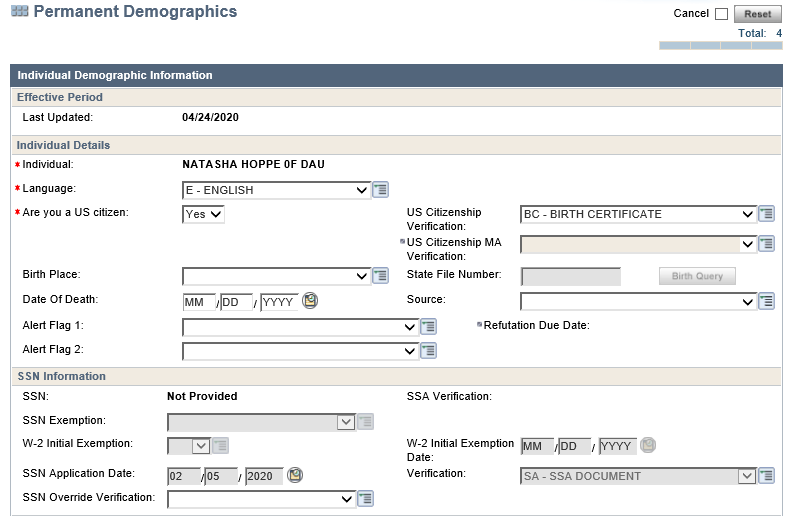 Permanent Demographics
Cancel Reset
Total: 4
Individual Demographic Information
Effective Period
Last Updated: 04/24/2020
Individual Details
* Individual: NATASHA HOPPE 0F DAU
* Language: E - ENGLISH
* Are you a US citizen: Yes US Citizenship Verification: BC - BIRTH CERTIFICATE
US Citizenship MA Verification:
Birth Place: State File Number: Birth Query
Date Of Death: MM / DD / YYYY Source:
Alert Flag 1: Refutation Due Date:
Alert Flag 2:
SSN Information
SSN: Not Provided SSA Verification:
SSN Exemption:
W-2 Initial Exemption: W-2 Initial Exemption Date: MM / DD / YYYY
SSN Application Date: 02 / 05 / 2020 Verification: SA - SSA DOCUMENT
SSN Override Verification: